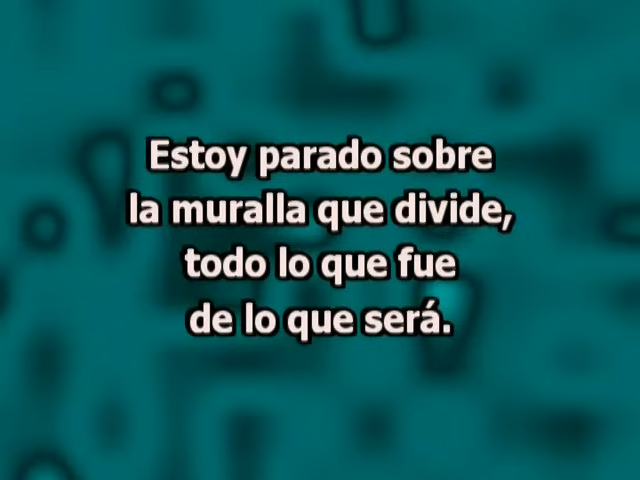 Estoy parado sobre
la muralla que divide,
todo lo que fue
de lo que será.